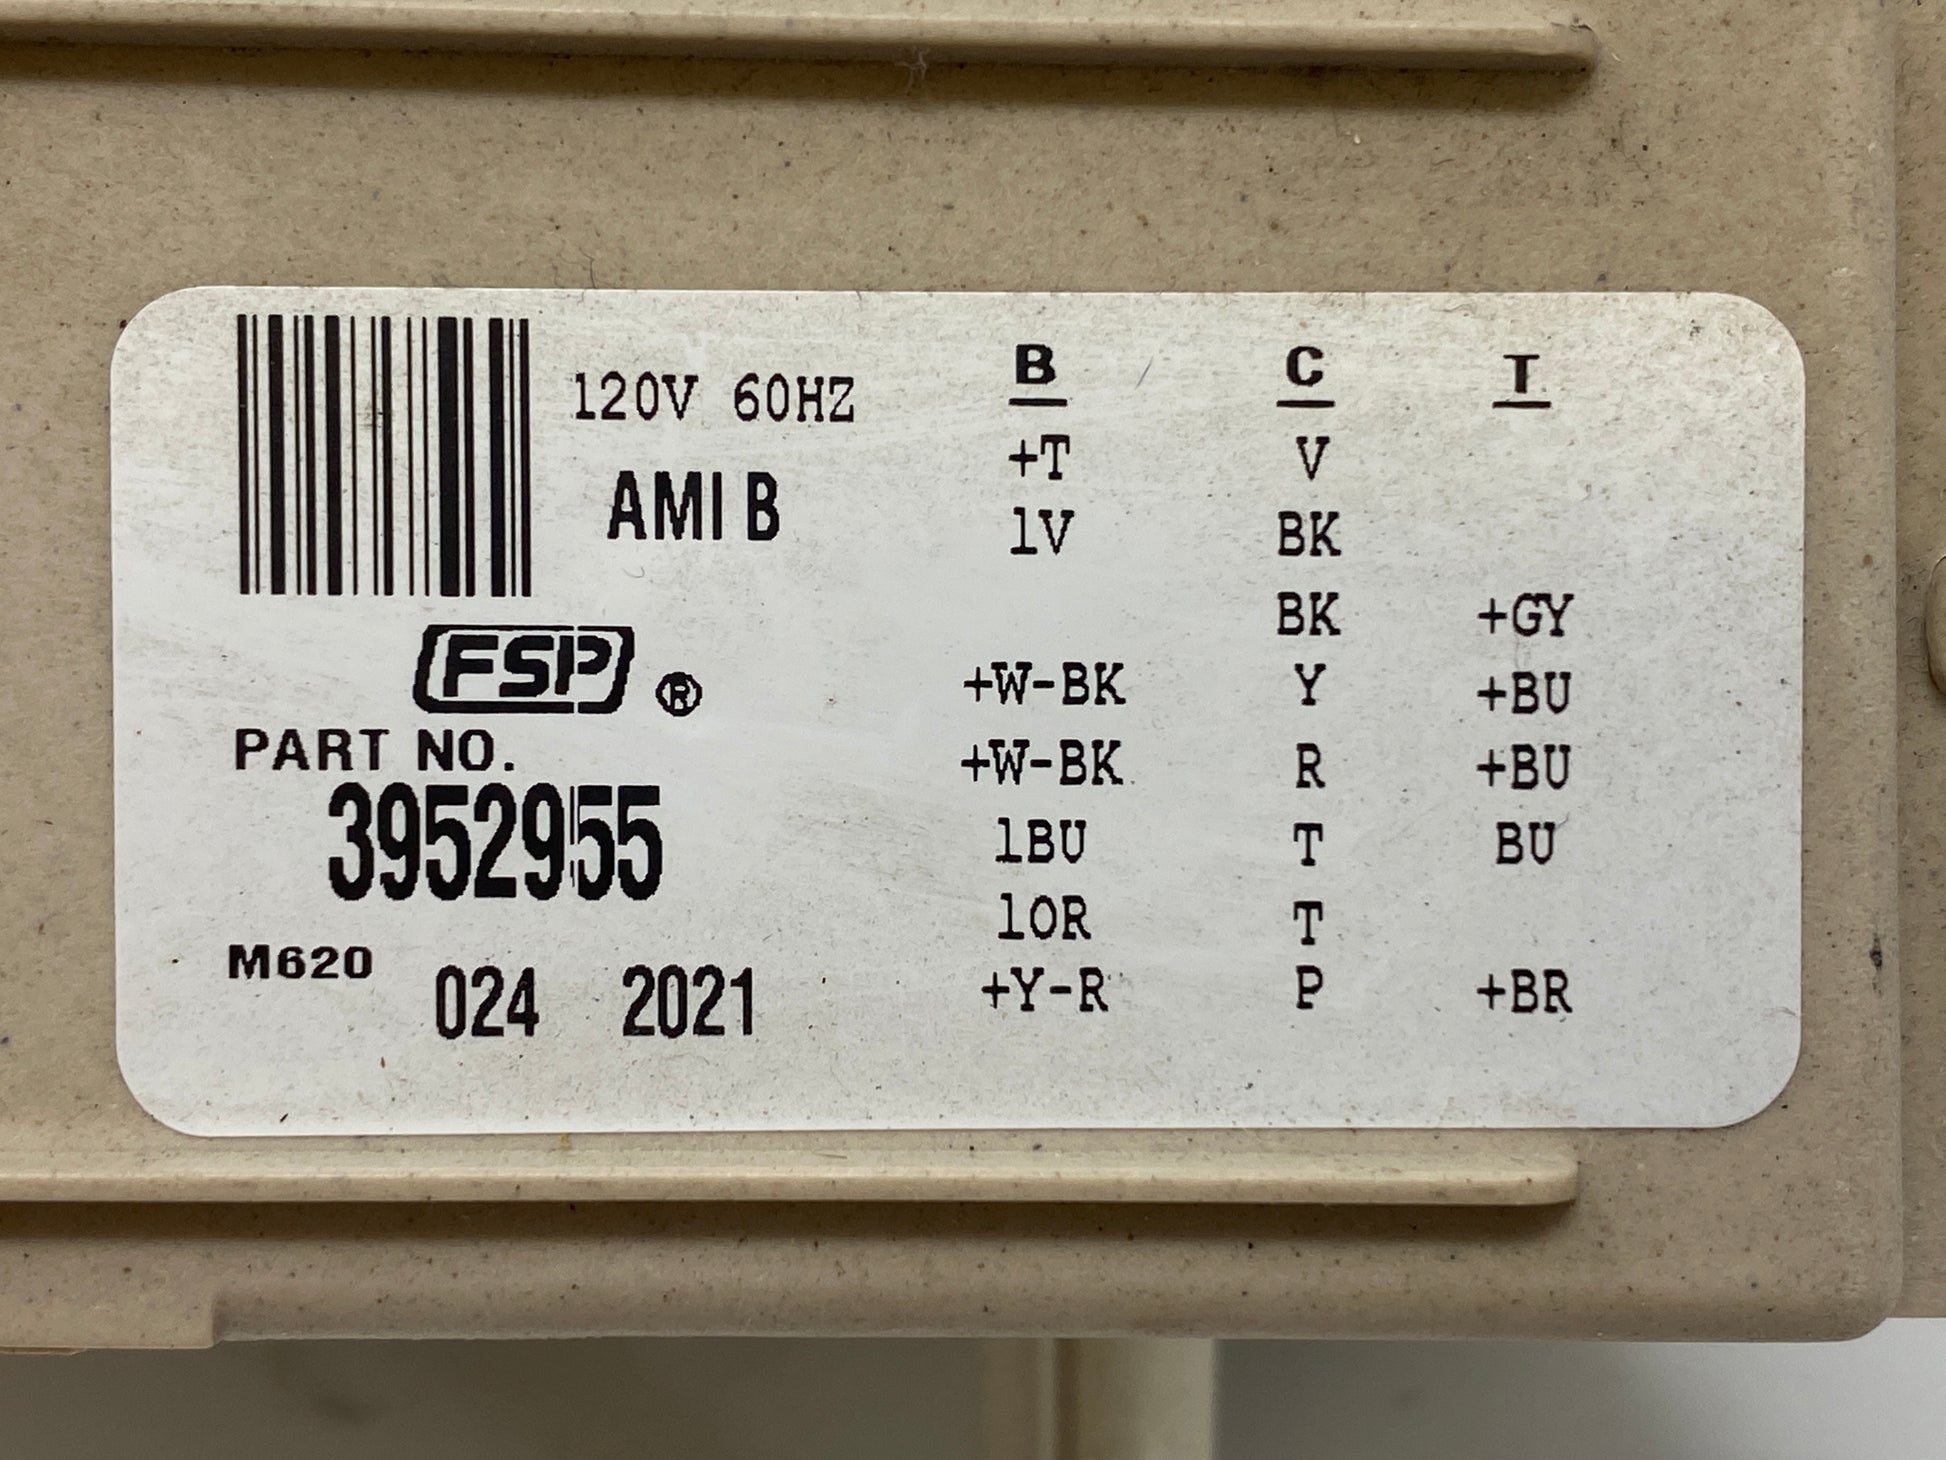 120V 60HZ
AMI B
FSP ®
PART NO.
3952955
M620 024 2021
B C T
+T V
1V BK
BK +GY
+W-BK Y +BU
+W-BK R +BU
1BU T BU
1OR T
+Y-R P +BR